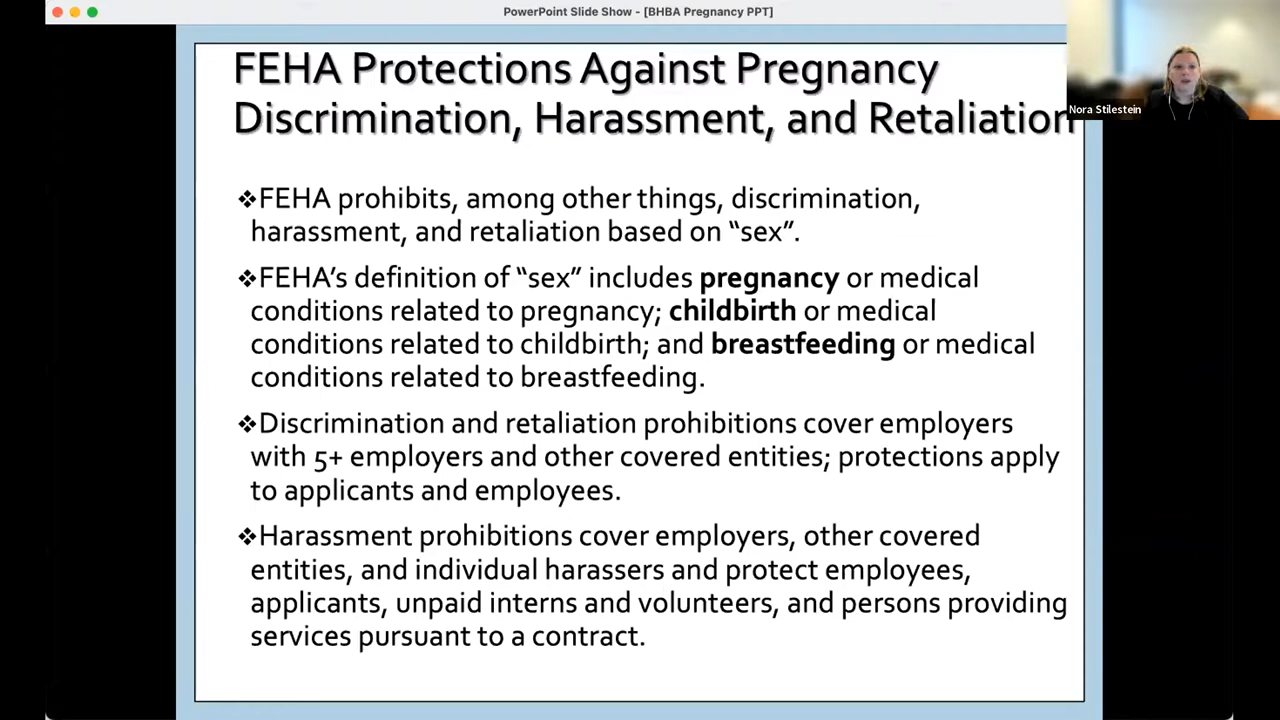 PowerPoint Slide Show - [BHBA Pregnancy PPT]
FEHA Protections Against Pregnancy
Discrimination, Harassment, and Retaliation
Nora Stilestein
❖FEHA prohibits, among other things, discrimination,
harassment, and retaliation based on “sex”.
❖FEHA’s definition of “sex” includes pregnancy or medical
conditions related to pregnancy; childbirth or medical
conditions related to childbirth; and breastfeeding or medical
conditions related to breastfeeding.
❖Discrimination and retaliation prohibitions cover employers
with 5+ employers and other covered entities; protections apply
to applicants and employees.
❖Harassment prohibitions cover employers, other covered
entities, and individual harassers and protect employees,
applicants, unpaid interns and volunteers, and persons providing
services pursuant to a contract.